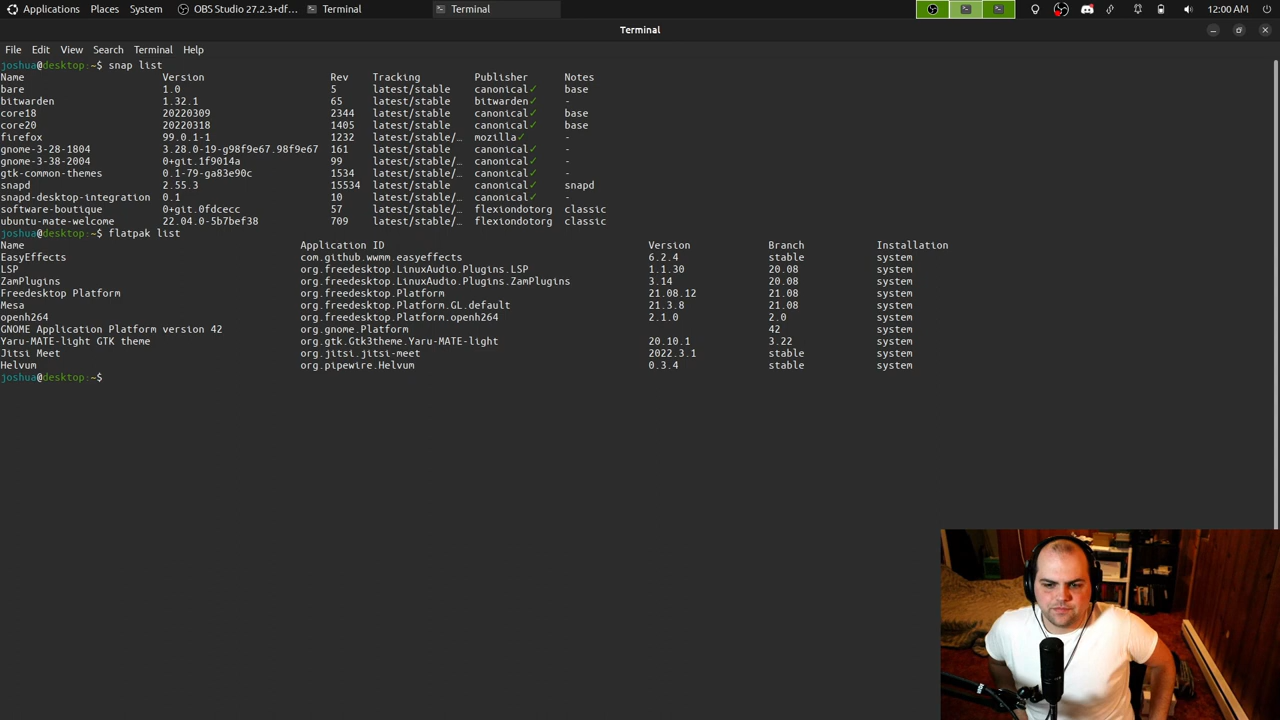 Applications Places System OBS Studio 27.2.3+df... Terminal Terminal 12:00 AM
Terminal
File Edit View Search Terminal Help
joshua@desktop:~$ snap list
Name Version Rev Tracking Publisher Notes
bare 1.0 5 latest/stable canonical✓ base
bitwarden 1.32.1 65 latest/stable bitwarden✓ -
core18 20220309 2344 latest/stable canonical✓ base
core20 20220318 1405 latest/stable canonical✓ base
firefox 99.0.1-1 1232 latest/stable/… mozilla✓ -
gnome-3-28-1804 3.28.0-19-g98f9e67.98f9e67 161 latest/stable canonical✓ -
gnome-3-38-2004 0+git.1f9014a 99 latest/stable/… canonical✓ -
gtk-common-themes 0.1-79-ga83e90c 1534 latest/stable/… canonical✓ -
snapd 2.55.3 15534 latest/stable canonical✓ snapd
snapd-desktop-integration 0.1 10 latest/stable/… canonical✓ -
software-boutique 0+git.0fdcecc 57 latest/stable/… flexiondotorg classic
ubuntu-mate-welcome 22.04.0-5b7bef38 709 latest/stable/… flexiondotorg classic
joshua@desktop:~$ flatpak list
Name Application ID Version Branch Installation
EasyEffects com.github.wwmm.easyeffects 6.2.4 stable system
LSP org.freedesktop.LinuxAudio.Plugins.LSP 1.1.30 20.08 system
ZamPlugins org.freedesktop.LinuxAudio.Plugins.ZamPlugins 3.14 20.08 system
Freedesktop Platform org.freedesktop.Platform 21.08.12 21.08 system
Mesa org.freedesktop.Platform.GL.default 21.3.8 21.08 system
openh264 org.freedesktop.Platform.openh264 2.1.0 2.0 system
GNOME Application Platform version 42 org.gnome.Platform 42 system
Yaru-MATE-light GTK theme org.gtk.Gtk3theme.Yaru-MATE-light 20.10.1 3.22 system
Jitsi Meet org.jitsi.jitsi-meet 2022.3.1 stable system
Helvum org.pipewire.Helvum 0.3.4 stable system
joshua@desktop:~$